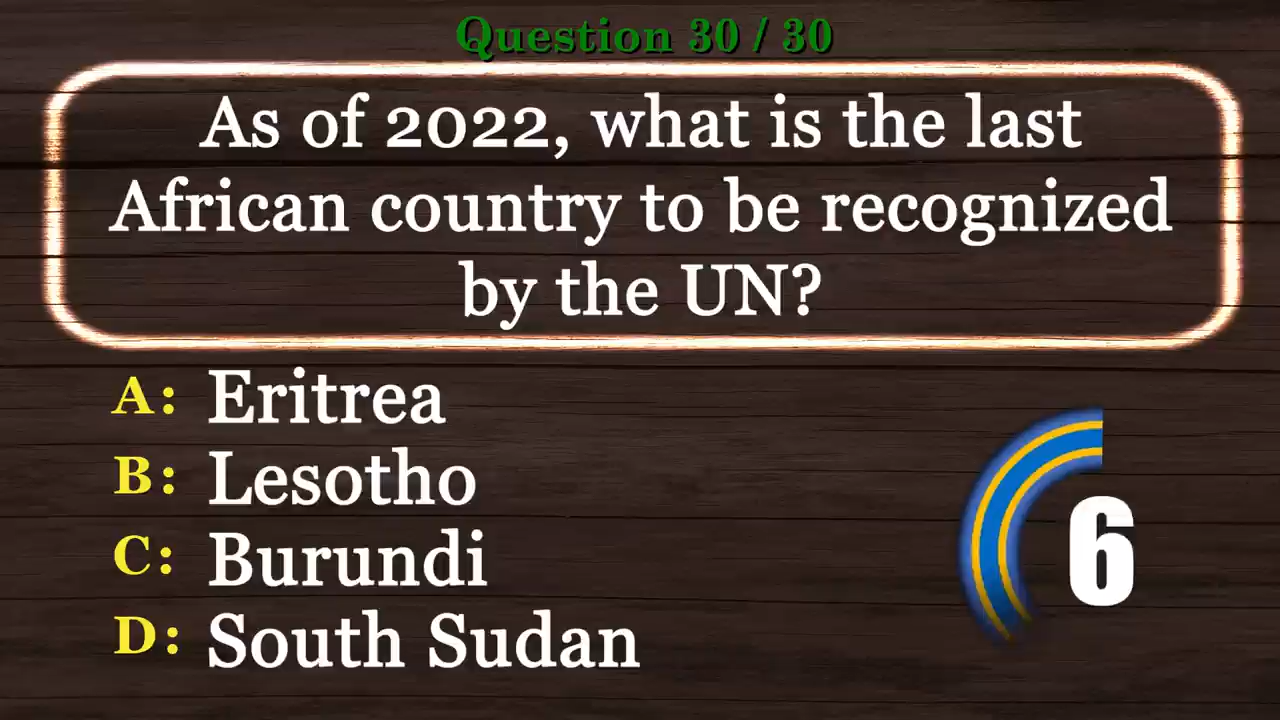 Question 30 / 30
As of 2022, what is the last
African country to be recognized
by the UN?
A: Eritrea
B: Lesotho
C: Burundi
D: South Sudan
6